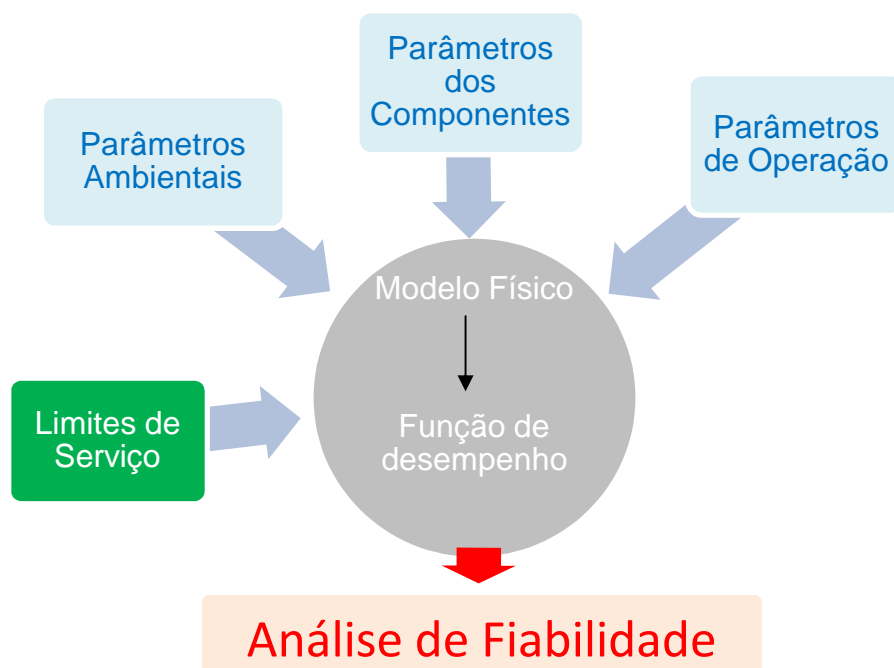 Parâmetros
dos
Componentes
Parâmetros
Ambientais
Parâmetros
de Operação
Modelo Físico
Limites de
Serviço
Função de
desempenho
Análise de Fiabilidade